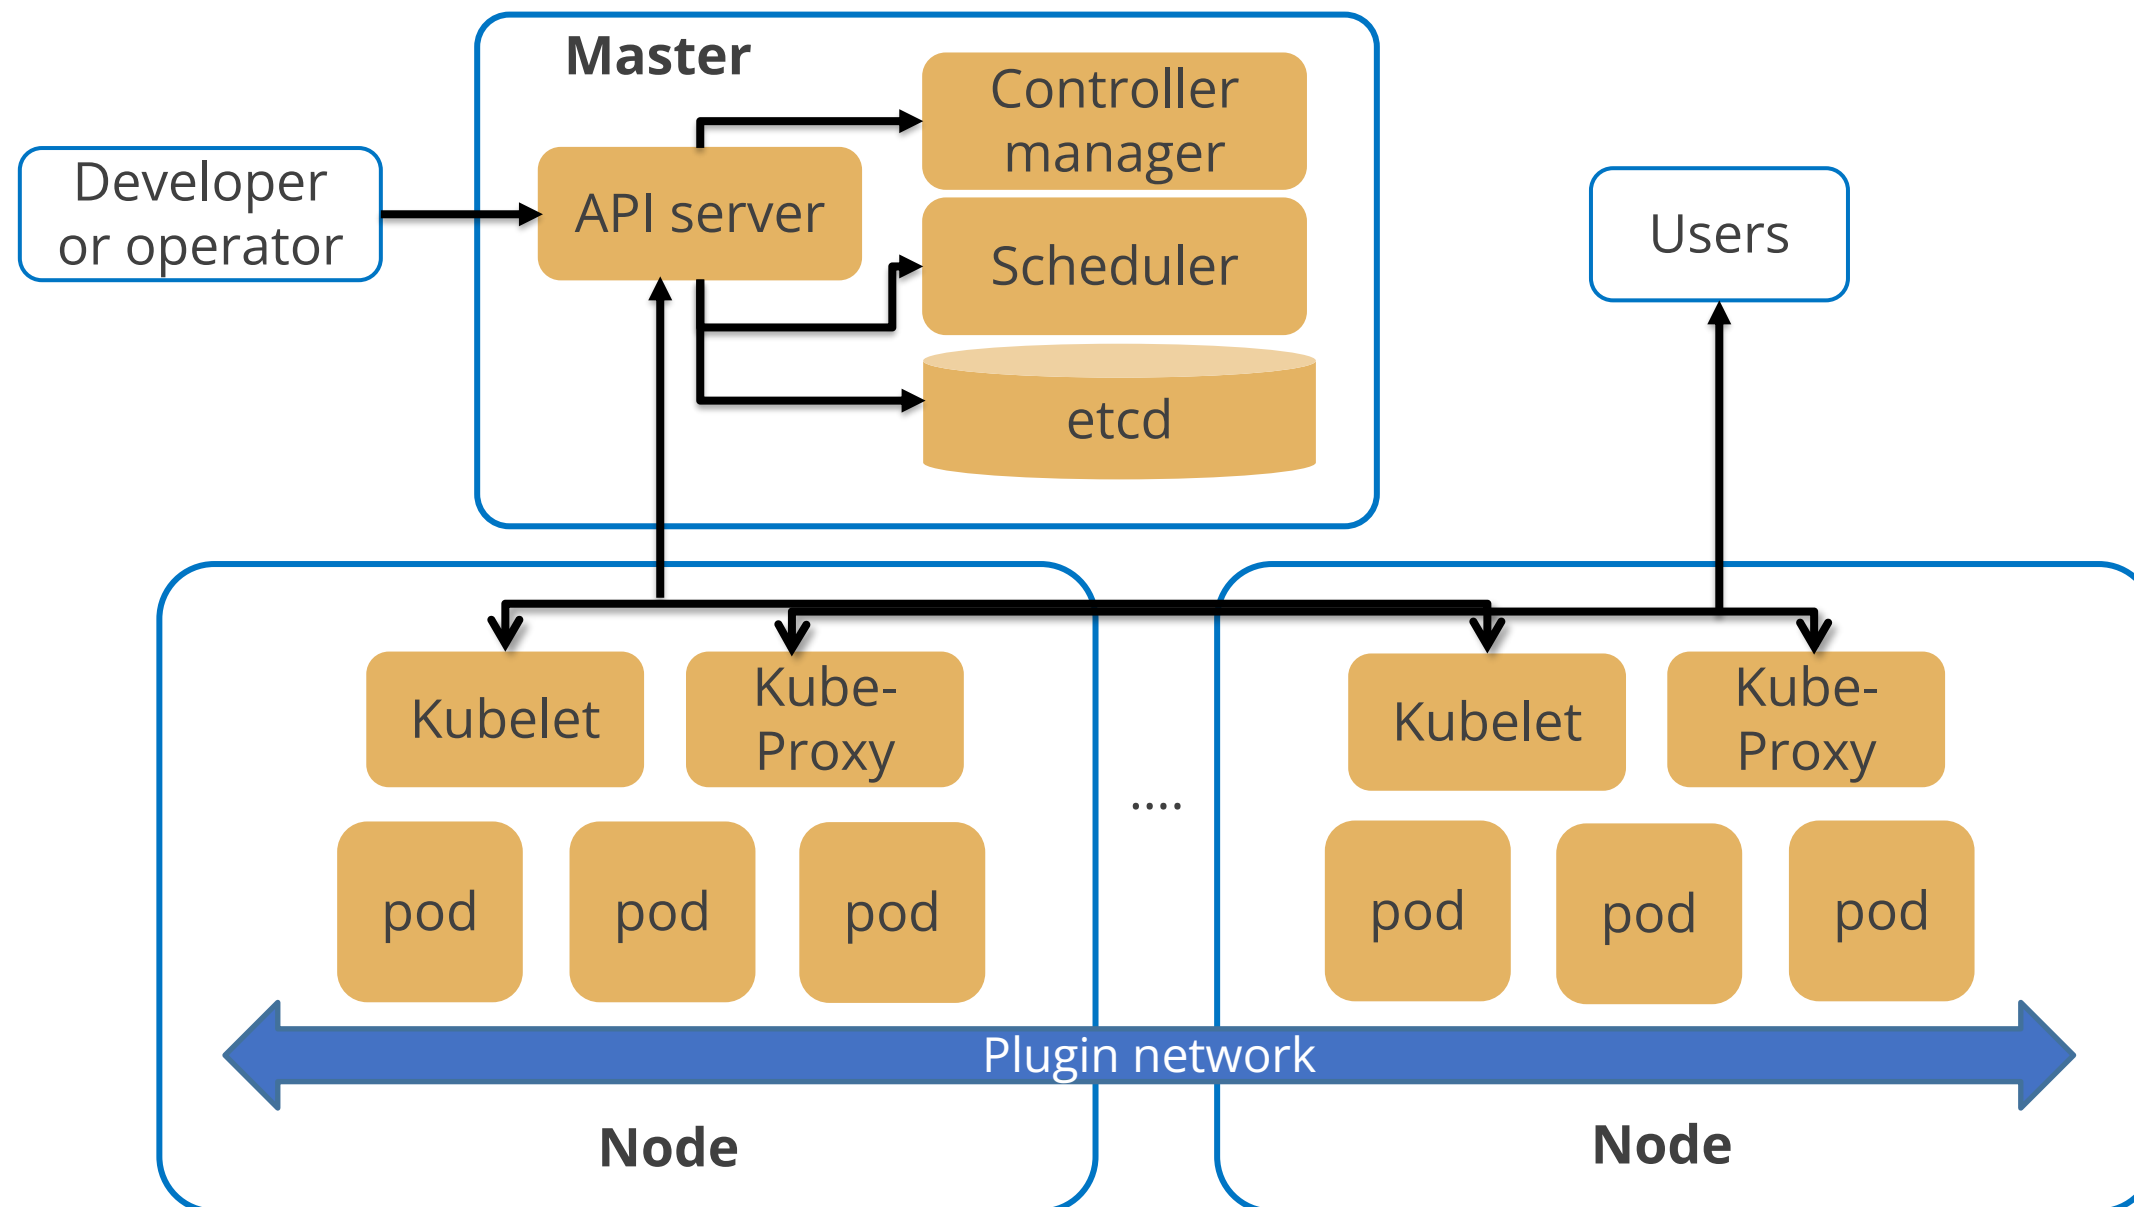 Master
Controller
manager
Developer
or operator
API server
Scheduler
Users
etcd
Kubelet
Kube-
Proxy
Kubelet
Kube-
Proxy
....
pod
pod
pod
pod
pod
pod
Plugin network
Node
Node